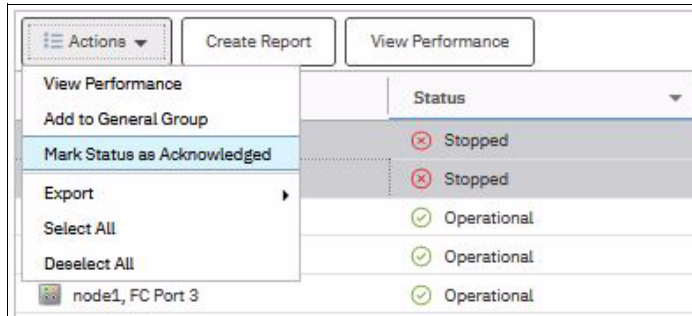 Actions Create Report View Performance
View Performance
Status
Add to General Group
Mark Status as Acknowledged
Stopped
Stopped
Export
Operational
Select All
Operational
Deselect All
node1, FC Port 3 Operational